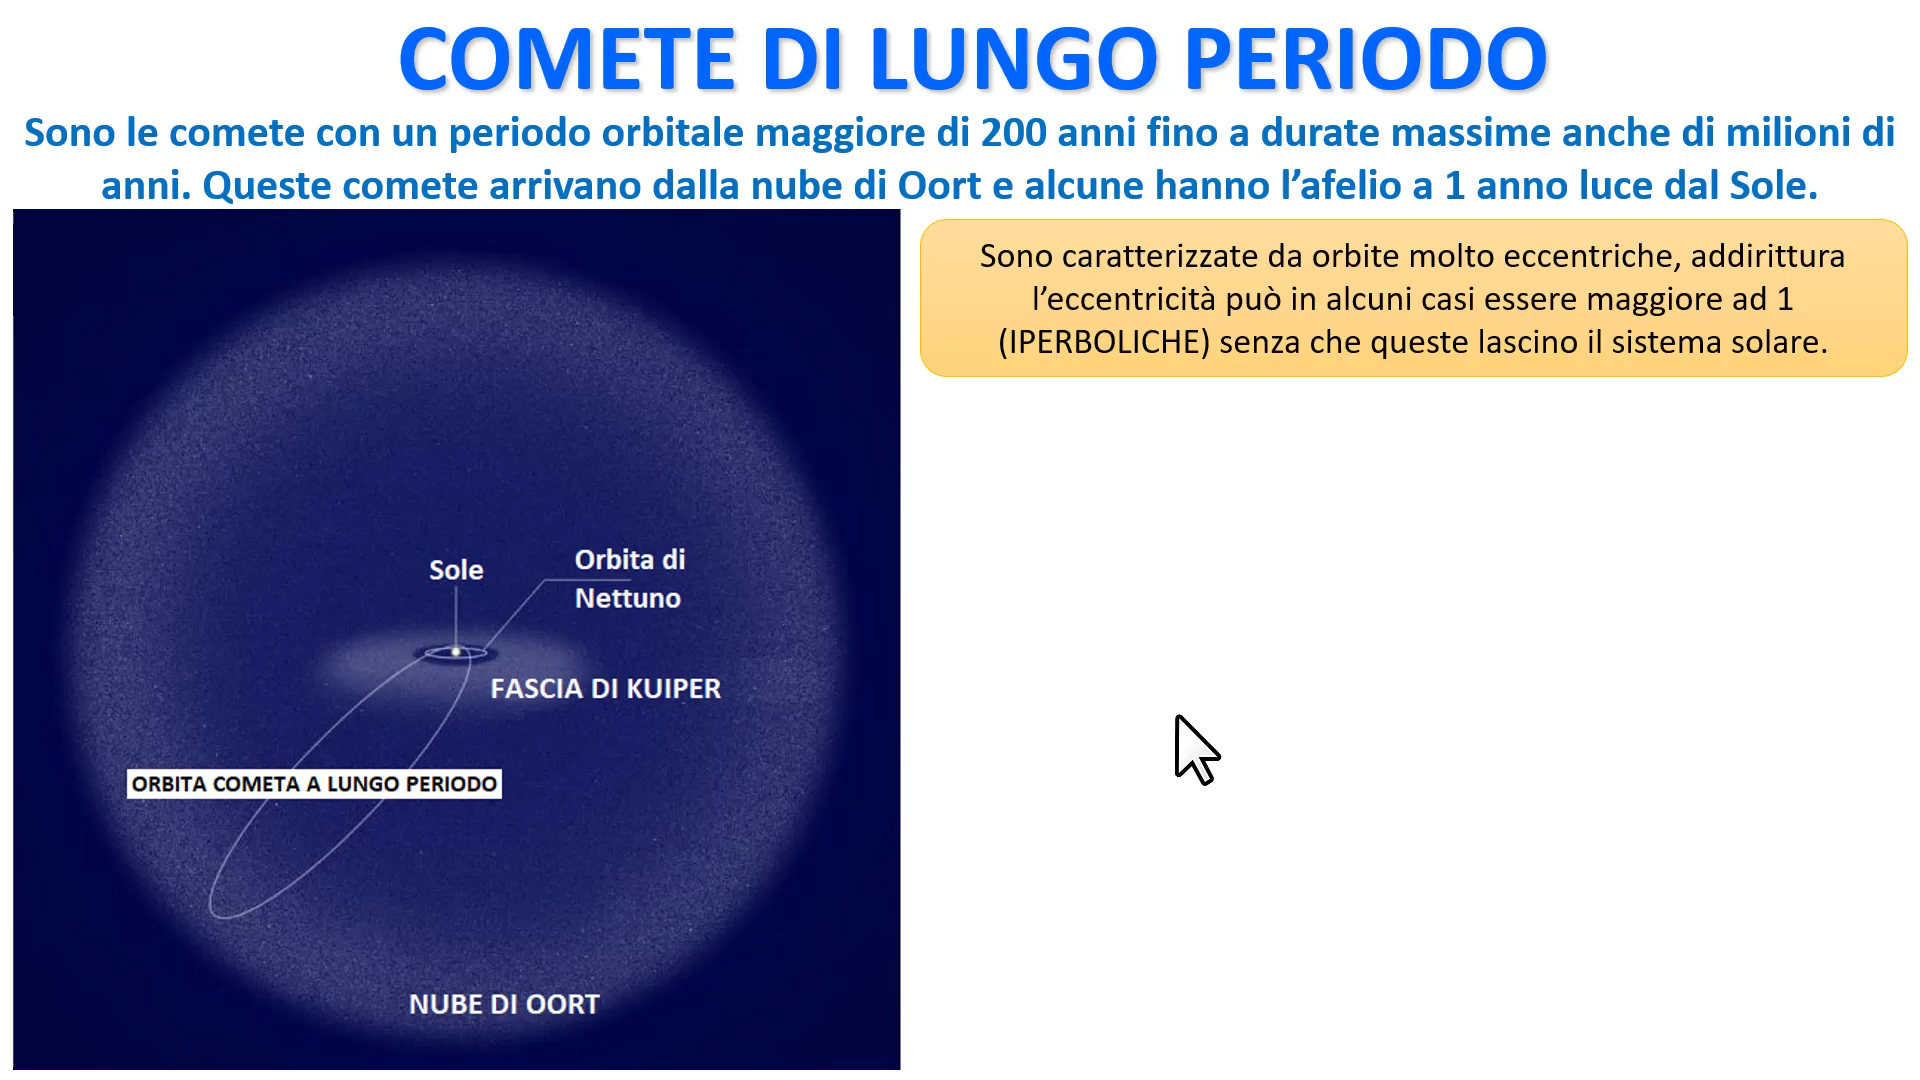 COMETE DI LUNGO PERIODO
Sono le comete con un periodo orbitale maggiore di 200 anni fino a durate massime anche di milioni di
anni. Queste comete arrivano dalla nube di Oort e alcune hanno l’afelio a 1 anno luce dal Sole.
Sono caratterizzate da orbite molto eccentriche, addirittura
l’eccentricità può in alcuni casi essere maggiore ad 1
(IPERBOLICHE) senza che queste lascino il sistema solare.
Sole
Orbita di
Nettuno
FASCIA DI KUIPER
ORBITA COMETA A LUNGO PERIODO
NUBE DI OORT